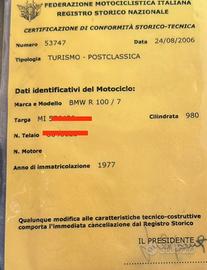 FEDERAZIONE MOTOCICLISTICA ITALIANA
REGISTRO STORICO NAZIONALE
CERTIFICAZIONE DI CONFORMITÀ STORICO-TECNICA
Numero 53747 Data 24/08/2006
Tipologia TURISMO - POSTCLASSICA
Dati identificativi del Motociclo:
Marca e Modello BMW R 100 / 7
Targa MI Cilindrata 980
N. Telaio
N. Motore
Anno di immatricolazione 1977
Qualunque modifica alle caratteristiche tecnico-costruttive
comporta l'immediata cancellazione dal Registro Storico
IL PRESIDENTE